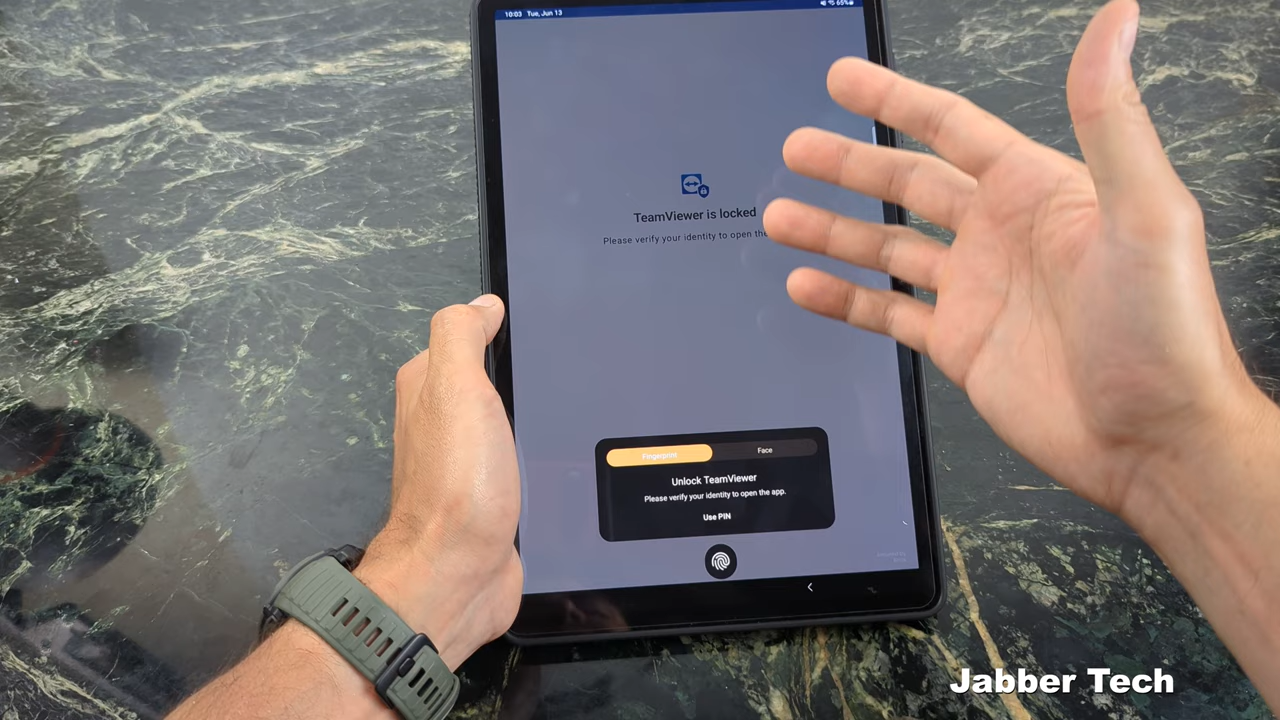 10:03 Tue, Jun 13
65%
TeamViewer is locked
Please verify your identity to open the
Fingerprint
Face
Unlock TeamViewer
Please verify your identity to open the app.
Use PIN
Jabber Tech